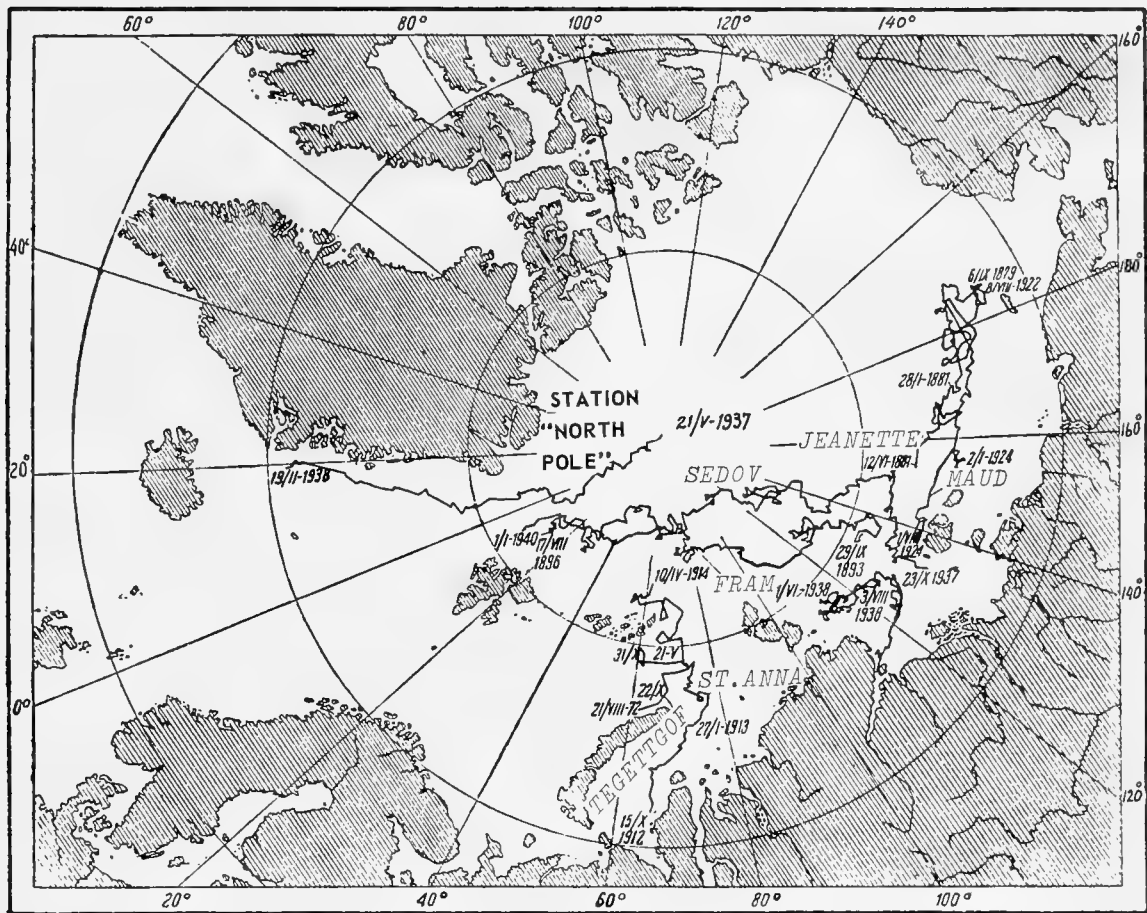 60° 80° 100° 120° 140°
160°
40°
180°
6/IX 1879
8/VIII-1922
28/I-1881
STATION
"NORTH
POLE"
21/V-1937
JEANETTE
160°
20°
19/II-1938
SEDOV
12/VI-1881
2/I-1924
MAUD
1/I-1940
17/VIII
1896
29/IX
1893
1924
10/IV-1914
FRAM
1/VI-1938
3/VIII
1938
23/X 1937
140°
31/X
21-V
ST.ANNA
22/X
0°
21/VIII-72
27/I-1913
TEGETTGOF
120°
15/X
1912
20° 40° 60° 80° 100°